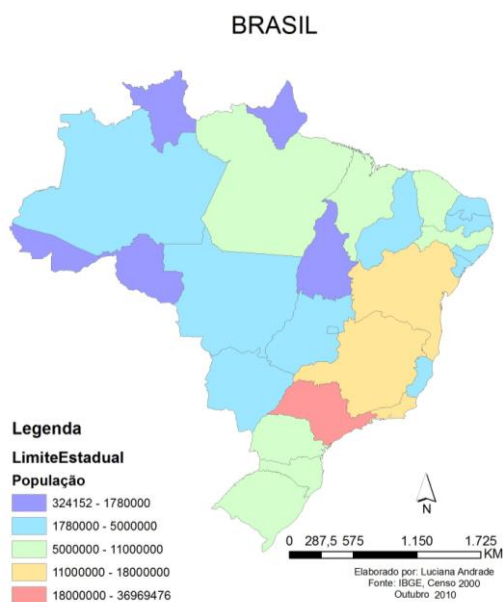 BRASIL
Legenda
LimiteEstadual
População
324152 - 1780000
1780000 - 5000000
5000000 - 11000000
11000000 - 18000000
18000000 - 36969476
N
0 287,5 575 1.150 1.725
KM
Elaborado por: Luciana Andrade
Fonte: IBGE, Censo 2000
Outubro 2010